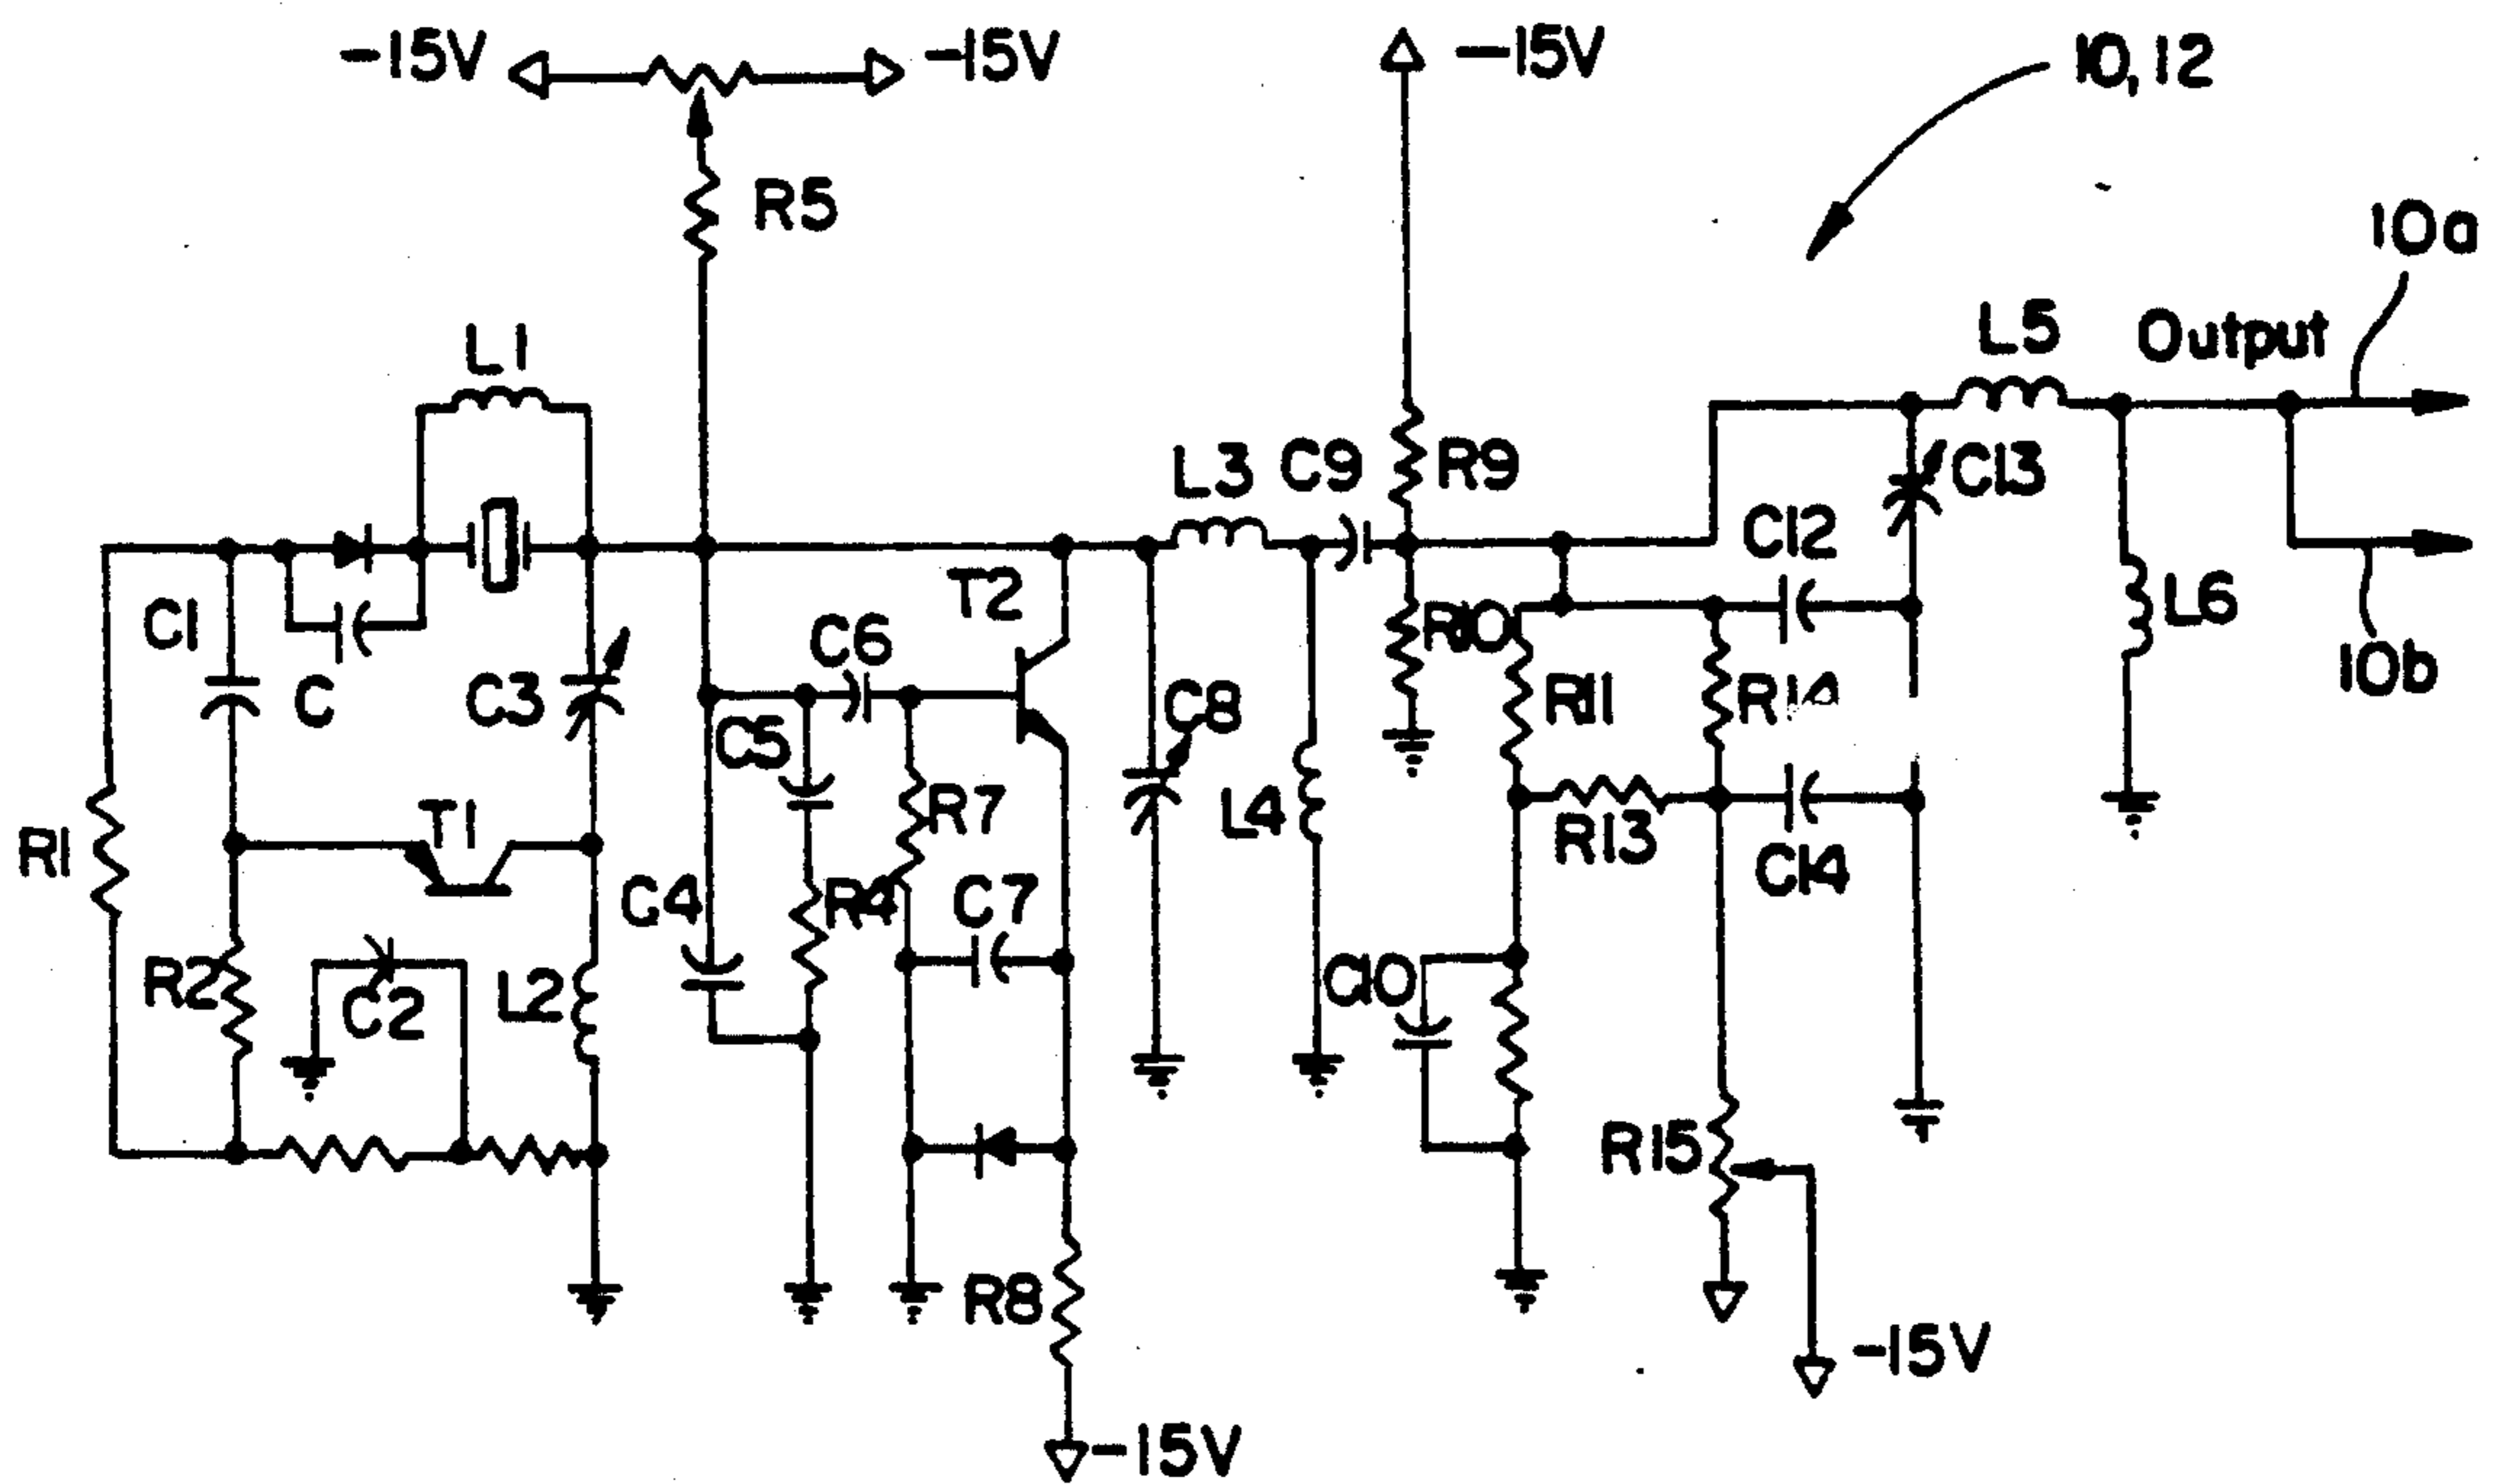 -15V
-15V
-15V
10,12
R5
10a
L1
L5
Output
L3
C9
R9
C13
C12
C1
C
C3
C6
T2
R10
L6
C5
C8
R11
R14
10b
R1
T1
R7
L4
R13
C4
R4
C7
C14
R2
C2
L2
C10
R15
R8
-15V
-15V